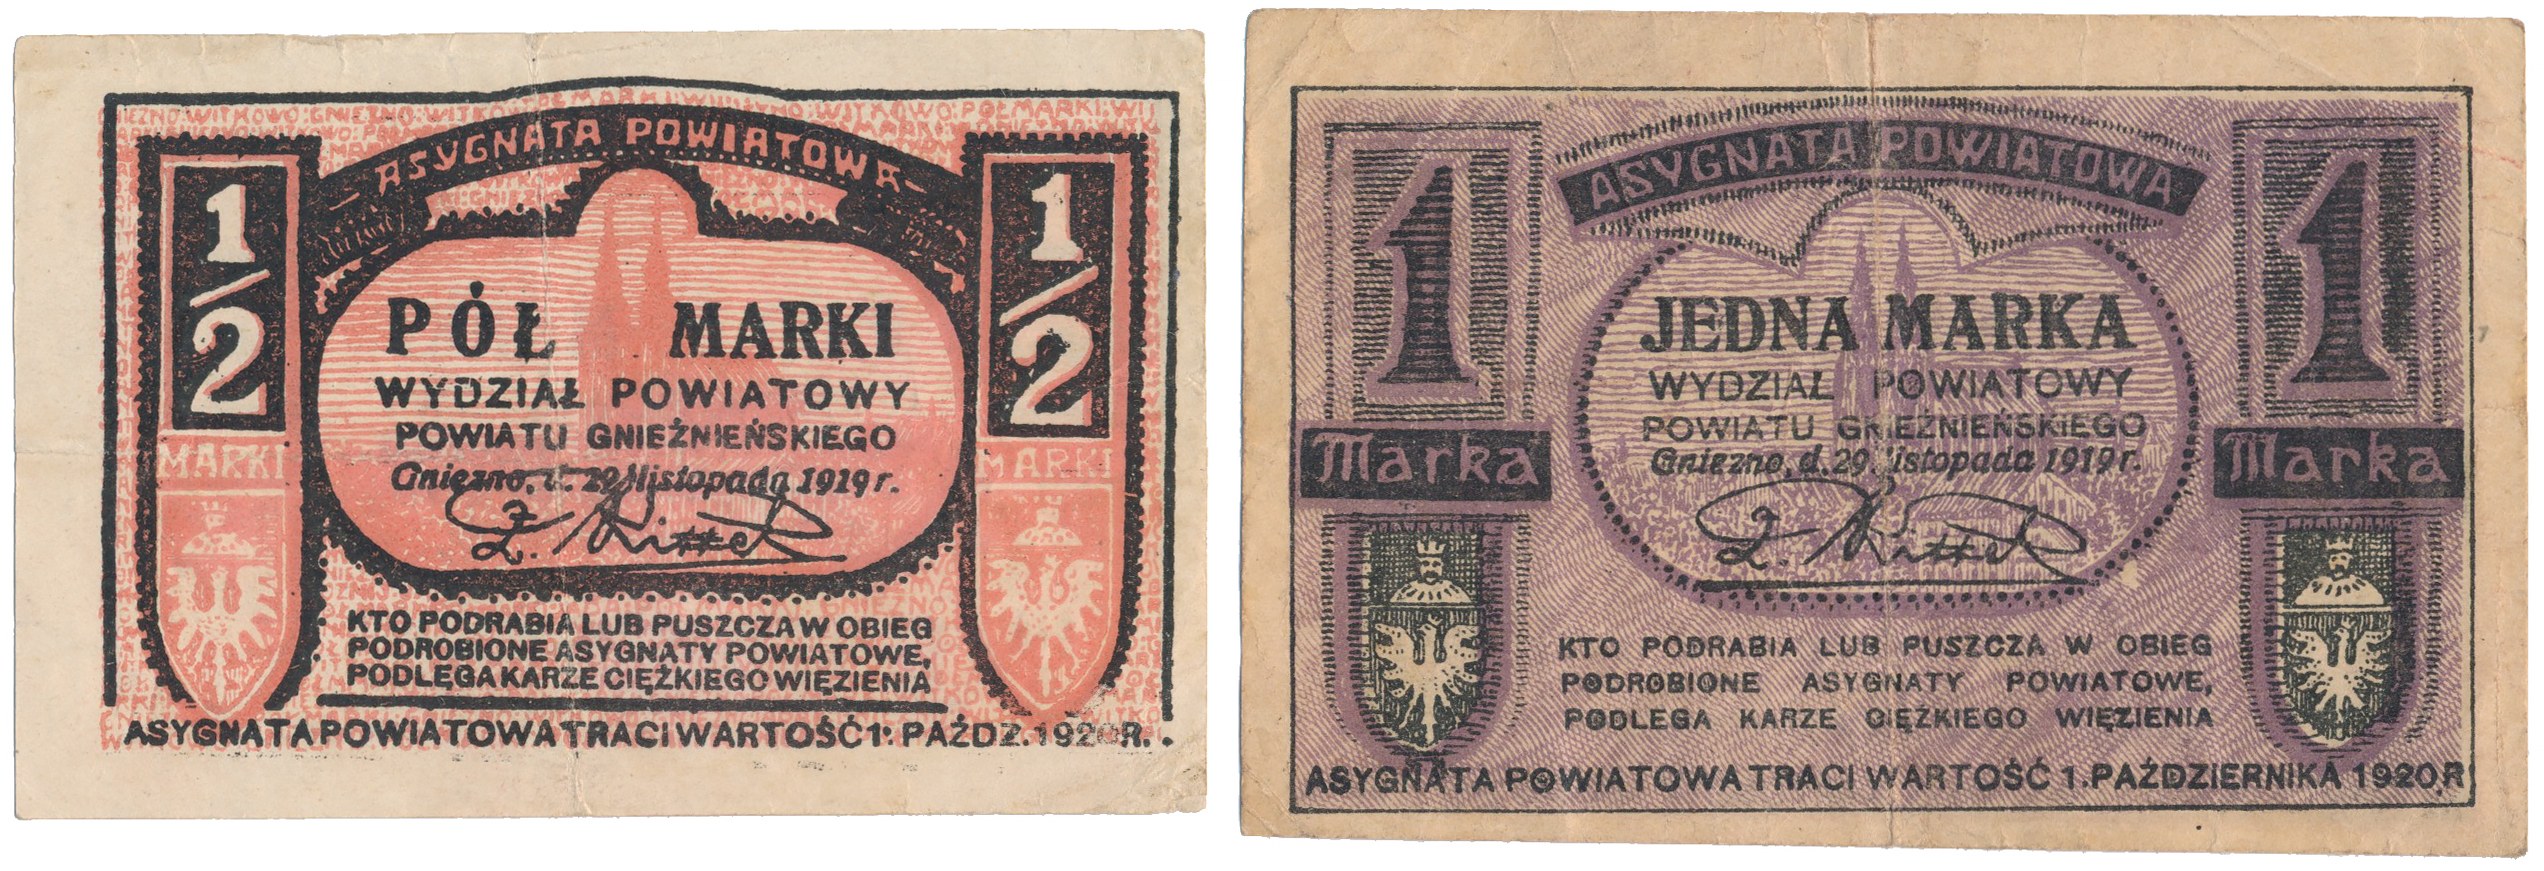 ASYGNATA POWIATOWA
1/2
1/2
PÓŁ MARKI
WYDZIAŁ POWIATOWY
POWIATU GNIEŹNIEŃSKIEGO
Gniezno, d. 29. listopada 1919 r.
MARKI
MARKI
KTO PODRABIA LUB PUSZCZA W OBIEG
PODROBIONE ASYGNATY POWIATOWE,
PODLEGA KARZE CIĘŻKIEGO WIĘZIENIA
ASYGNATA POWIATOWA TRACI WARTOŚĆ 1. PAŹDZ. 1920 R.
ASYGNATA POWIATOWA
1
1
JEDNA MARKA
WYDZIAŁ POWIATOWY
POWIATU GNIEŹNIEŃSKIEGO
Gniezno, d. 29. listopada 1919 r.
Marka
Marka
KTO PODRABIA LUB PUSZCZA W OBIEG
PODROBIONE ASYGNATY POWIATOWE,
PODLEGA KARZE CIĘŻKIEGO WIĘZIENIA
ASYGNATA POWIATOWA TRACI WARTOŚĆ 1. PAŹDZIERNIKA 1920. R